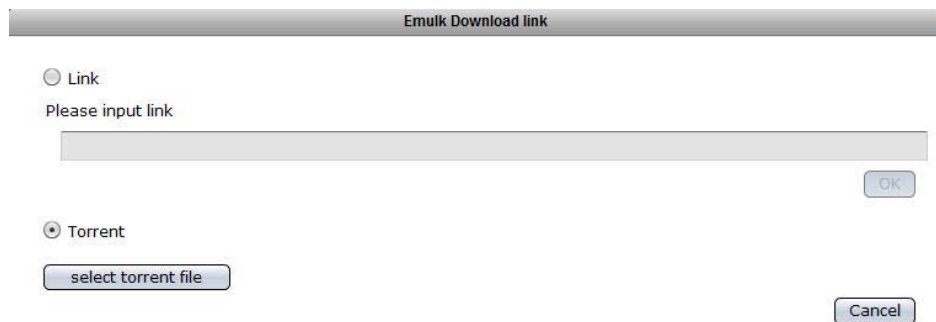 Emulk Download link
Link
Please input link
OK
Torrent
select torrent file
Cancel